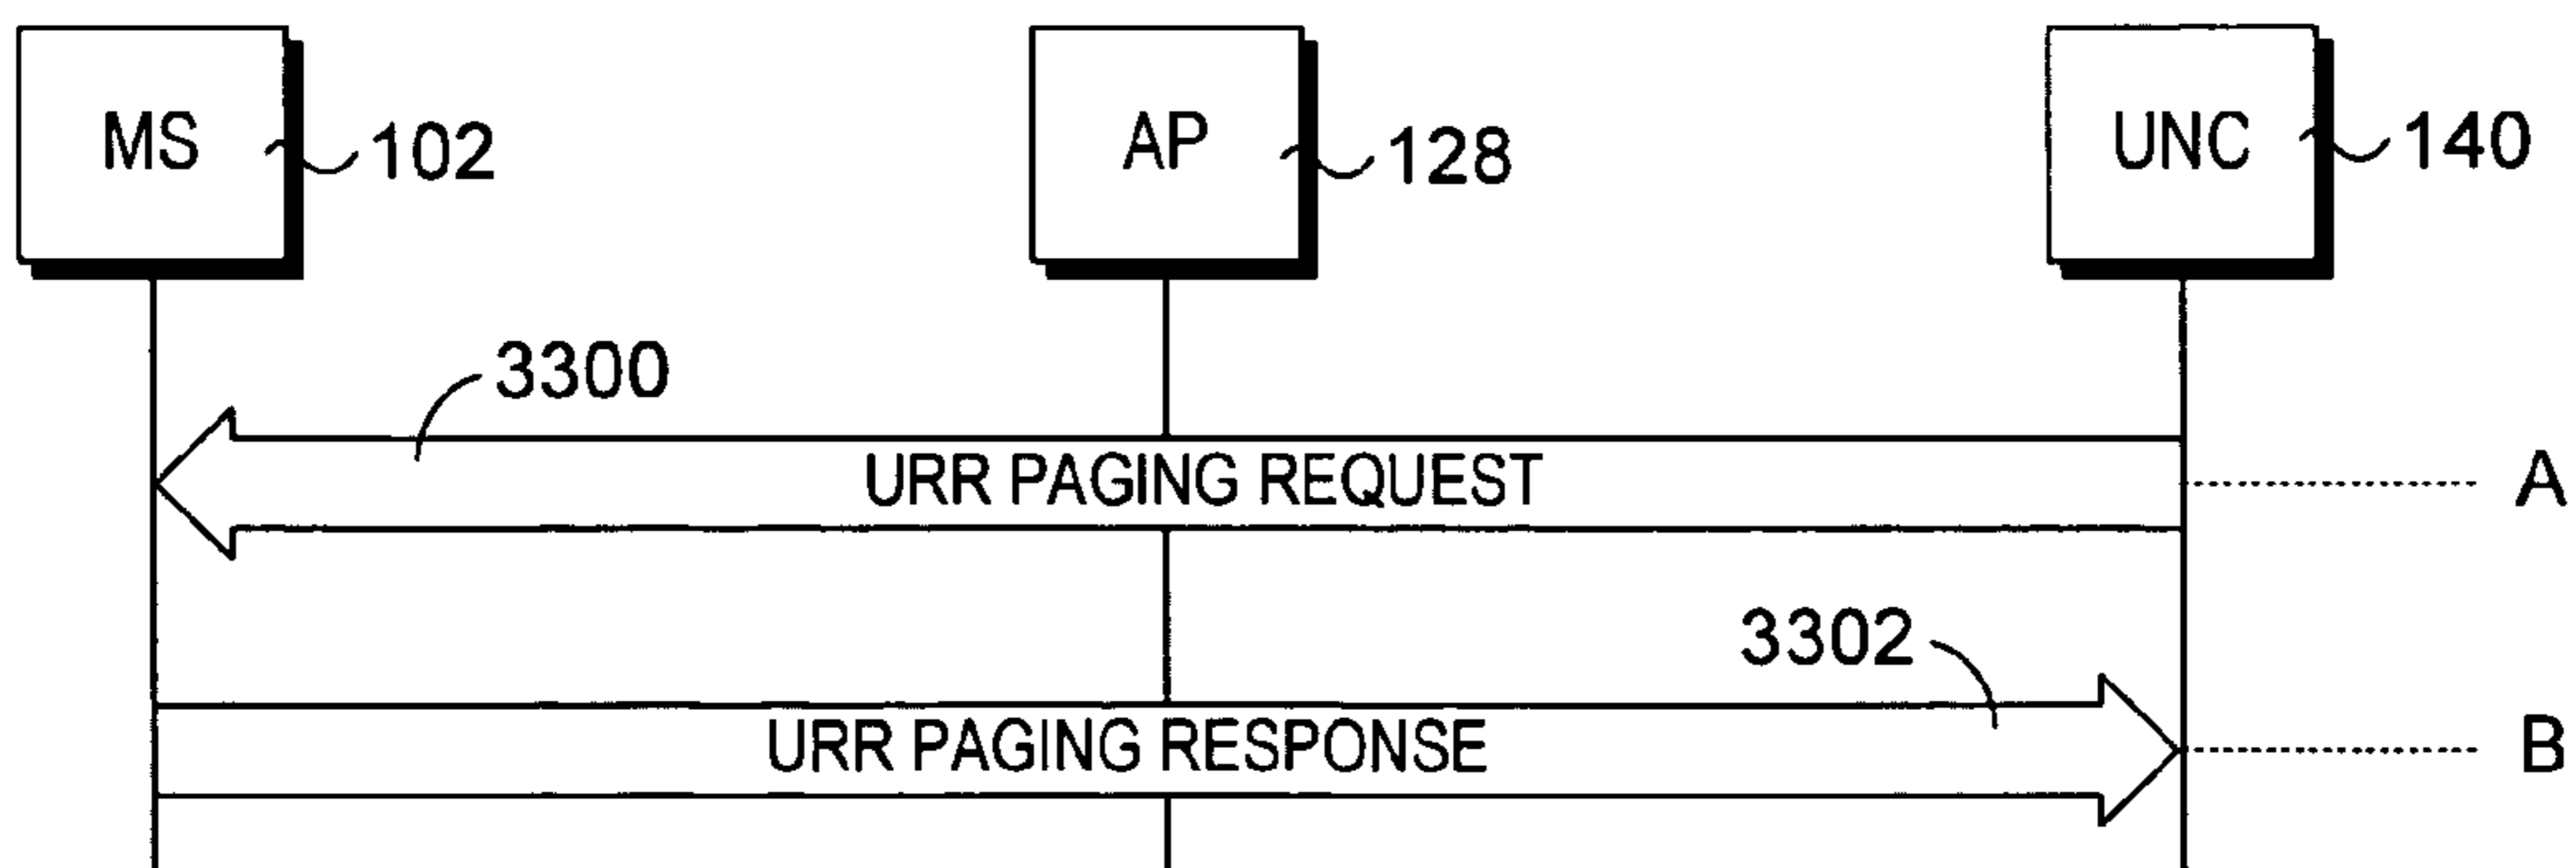 MS 102 AP 128 UNC 140
3300
URR PAGING REQUEST A
3302
URR PAGING RESPONSE B